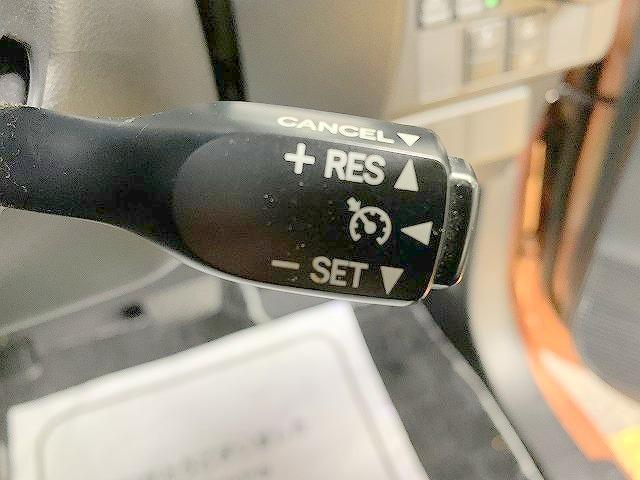 CANCEL ▼
+ RES ▲
◀
− SET ▼